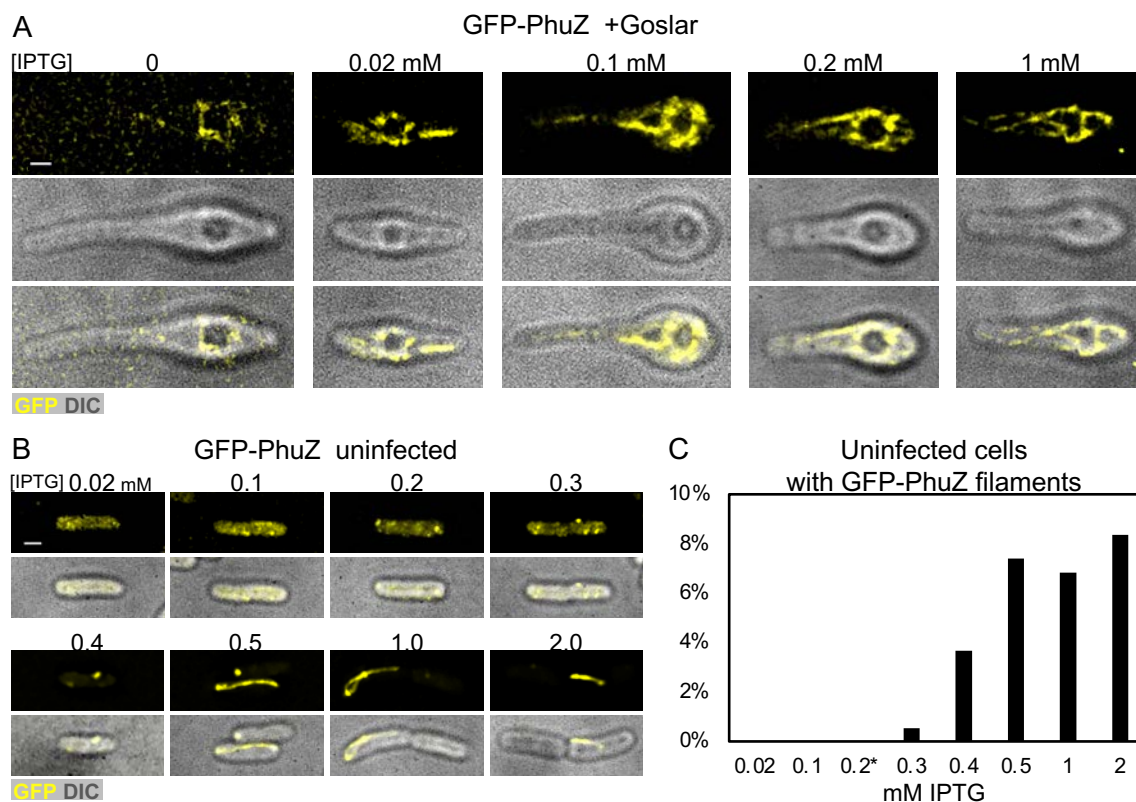 A
GFP-PhuZ +Goslar
[IPTG] 0 0.02 mM 0.1 mM 0.2 mM 1 mM
GFP DIC
B
GFP-PhuZ uninfected
[IPTG] 0.02 mM 0.1 0.2 0.3
0.4 0.5 1.0 2.0
GFP DIC
C
Uninfected cells
with GFP-PhuZ filaments
10%
8%
6%
4%
2%
0%
0.02 0.1 0.2* 0.3 0.4 0.5 1 2
mM IPTG